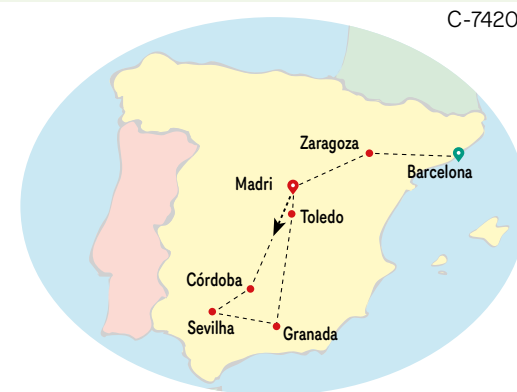 C-7420
Zaragoza
Barcelona
Madri
Toledo
Córdoba
Sevilha
Granada